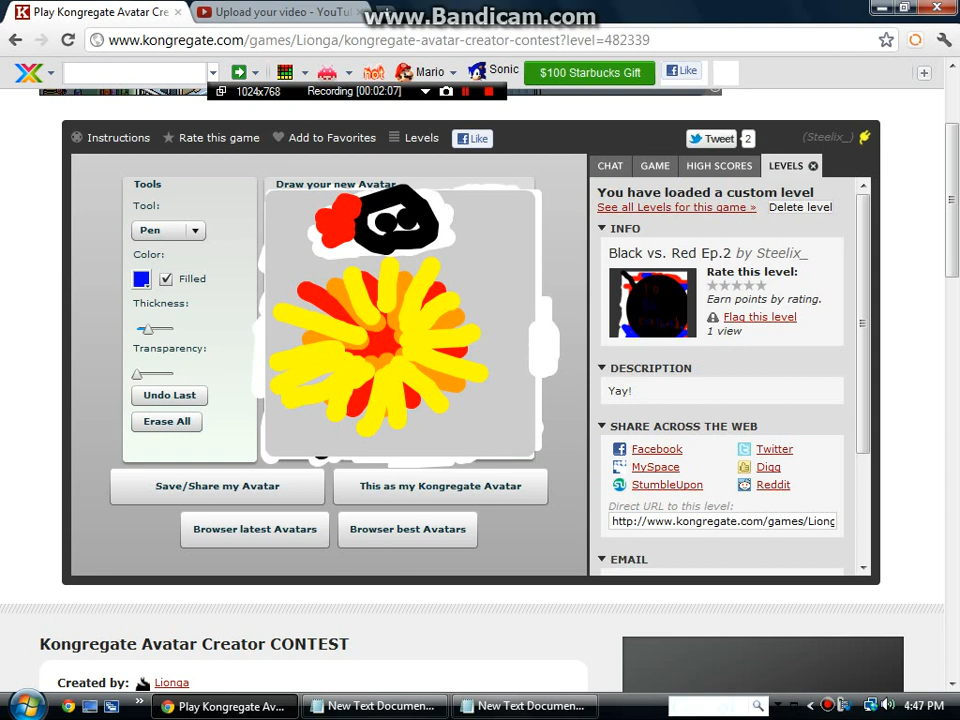 Play Kongregate Avatar Cre
Upload your video - YouTu
www.Bandicam.com
www.kongregate.com/games/Lionga/kongregate-avatar-creator-contest?level=482339
Mario
Sonic
$100 Starbucks Gift
Like
1024x768
Recording [00:02:07]
Instructions
Rate this game
Add to Favorites
Levels
Like
Tweet
2
(Steelix_)
CHAT
GAME
HIGH SCORES
LEVELS
Tools
Tool:
Pen
Color:
Filled
Thickness:
Transparency:
Undo Last
Erase All
Draw your new Avatar
Save/Share my Avatar
This as my Kongregate Avatar
Browser latest Avatars
Browser best Avatars
You have loaded a custom level
See all Levels for this game »
Delete level
INFO
Black vs. Red Ep.2 by Steelix_
Rate this level:
Earn points by rating.
Flag this level
1 view
DESCRIPTION
Yay!
SHARE ACROSS THE WEB
Facebook
Twitter
MySpace
Digg
StumbleUpon
Reddit
Direct URL to this level:
http://www.kongregate.com/games/Liong
EMAIL
Kongregate Avatar Creator CONTEST
Created by:
Lionga
Play Kongregate Av...
New Text Documen...
New Text Documen...
4:47 PM